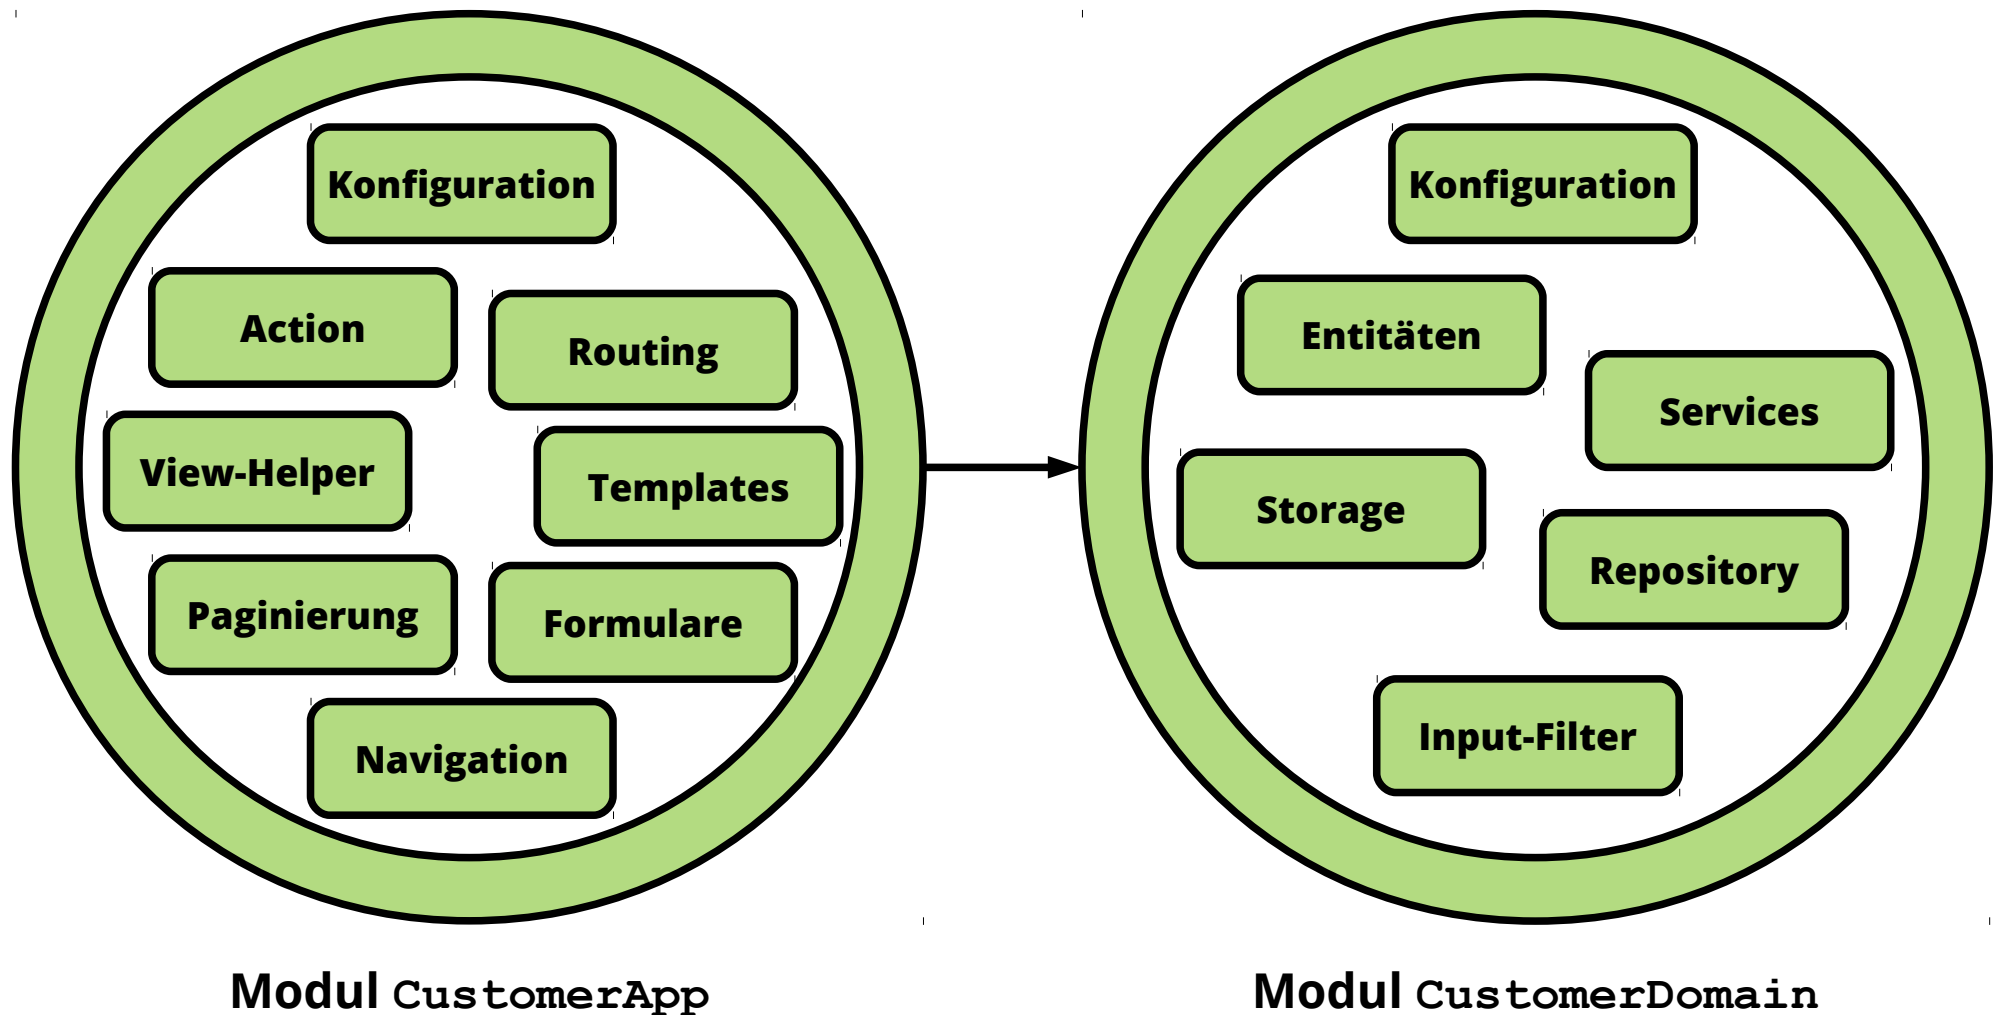 Konfiguration
Action
Routing
View-Helper
Templates
Paginierung
Formulare
Navigation
Modul CustomerApp
Konfiguration
Entitäten
Services
Storage
Repository
Input-Filter
Modul CustomerDomain